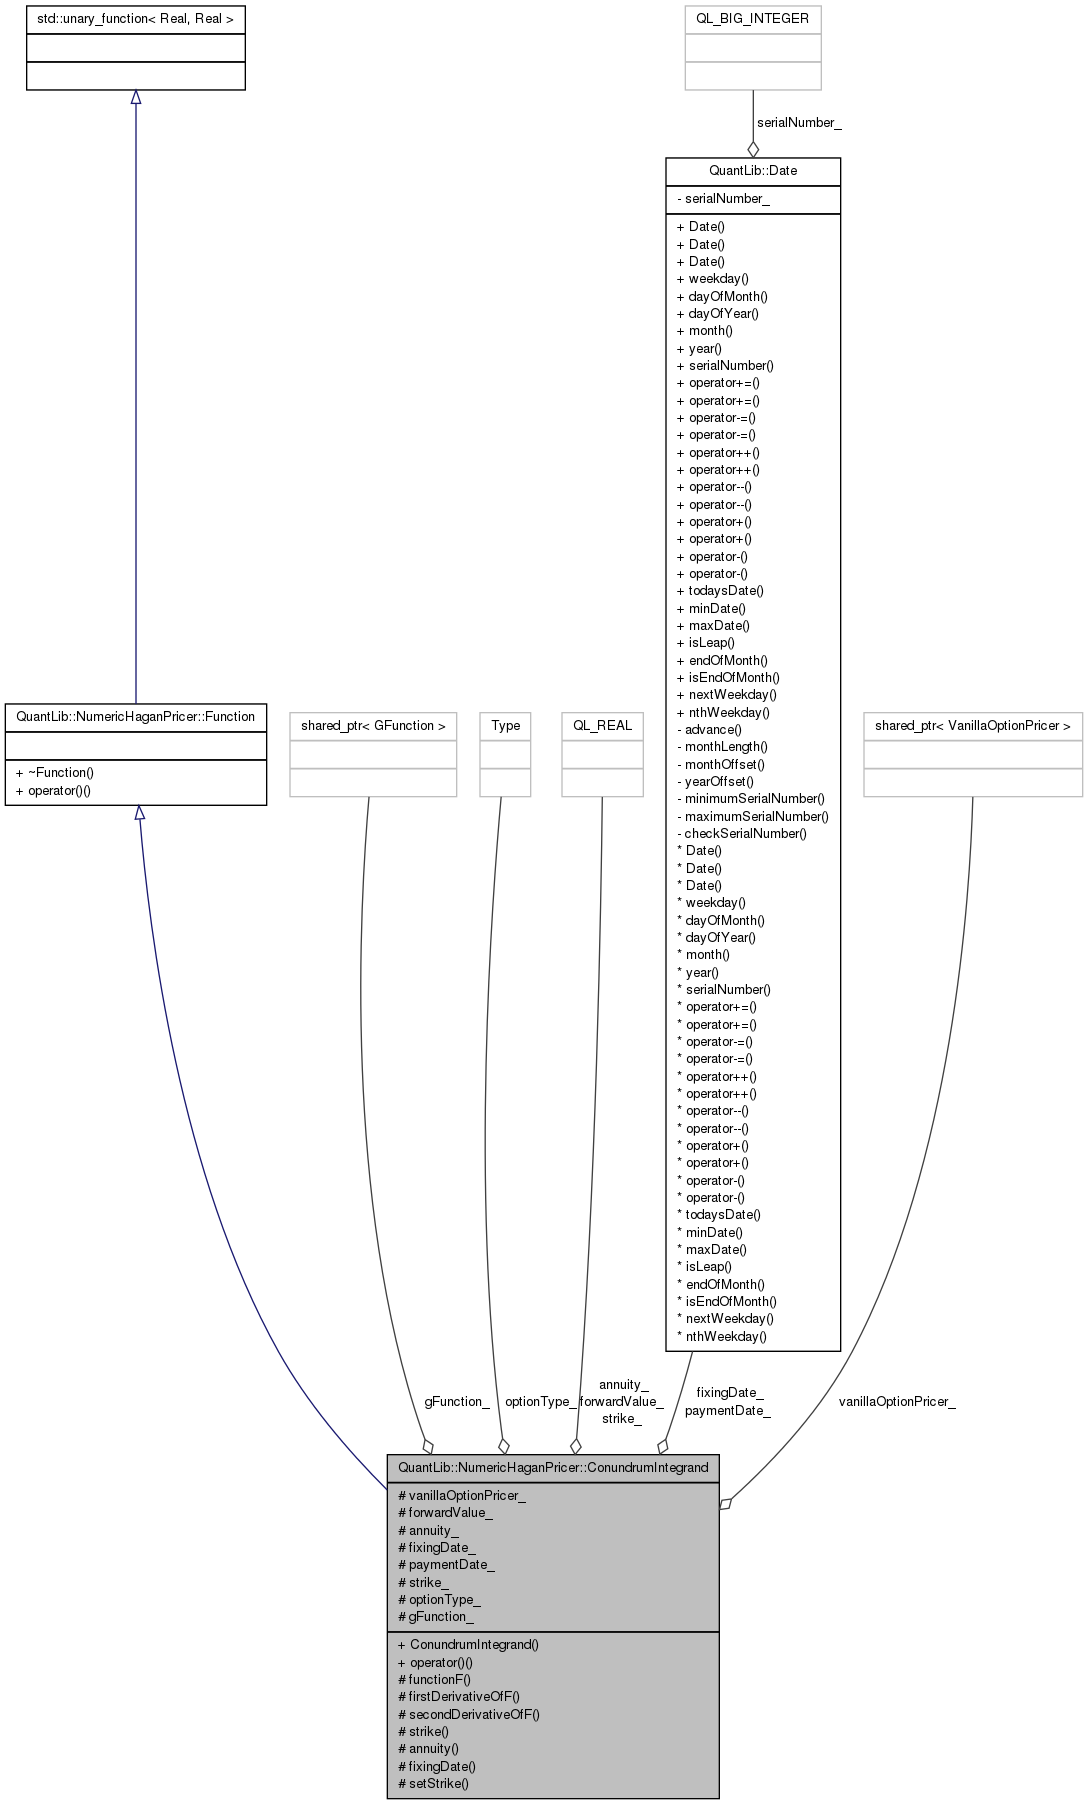 std::unary_function< Real, Real >
QL_BIG_INTEGER
serialNumber_
QuantLib::Date
- serialNumber_
+ Date()
+ Date()
+ Date()
+ weekday()
+ dayOfMonth()
+ dayOfYear()
+ month()
+ year()
+ serialNumber()
+ operator+=()
+ operator+=()
+ operator-=()
+ operator-=()
+ operator++()
+ operator++()
+ operator--()
+ operator--()
+ operator+()
+ operator+()
+ operator-()
+ operator-()
+ todaysDate()
+ minDate()
+ maxDate()
+ isLeap()
+ endOfMonth()
+ isEndOfMonth()
+ nextWeekday()
+ nthWeekday()
- advance()
- monthLength()
- monthOffset()
- yearOffset()
- minimumSerialNumber()
- maximumSerialNumber()
- checkSerialNumber()
* Date()
* Date()
* Date()
* weekday()
* dayOfMonth()
* dayOfYear()
* month()
* year()
* serialNumber()
* operator+=()
* operator+=()
* operator-=()
* operator-=()
* operator++()
* operator++()
* operator--()
* operator--()
* operator+()
* operator+()
* operator-()
* operator-()
* todaysDate()
* minDate()
* maxDate()
* isLeap()
* endOfMonth()
* isEndOfMonth()
* nextWeekday()
* nthWeekday()
QuantLib::NumericHaganPricer::Function
+ ~Function()
+ operator()()
shared_ptr< GFunction >
Type
QL_REAL
shared_ptr< VanillaOptionPricer >
gFunction_
optionType_
annuity_
forwardValue_
strike_
fixingDate_
paymentDate_
vanillaOptionPricer_
QuantLib::NumericHaganPricer::ConundrumIntegrand
# vanillaOptionPricer_
# forwardValue_
# annuity_
# fixingDate_
# paymentDate_
# strike_
# optionType_
# gFunction_
+ ConundrumIntegrand()
+ operator()()
# functionF()
# firstDerivativeOfF()
# secondDerivativeOfF()
# strike()
# annuity()
# fixingDate()
# setStrike()